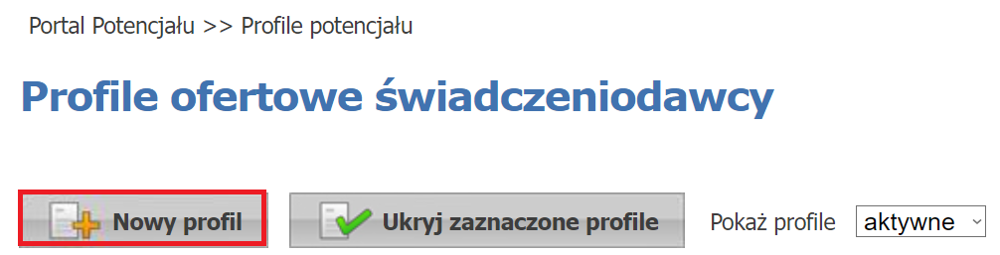 Portal Potencjału >> Profile potencjału
Profile ofertowe świadczeniodawcy
Nowy profil Ukryj zaznaczone profile Pokaż profile aktywne